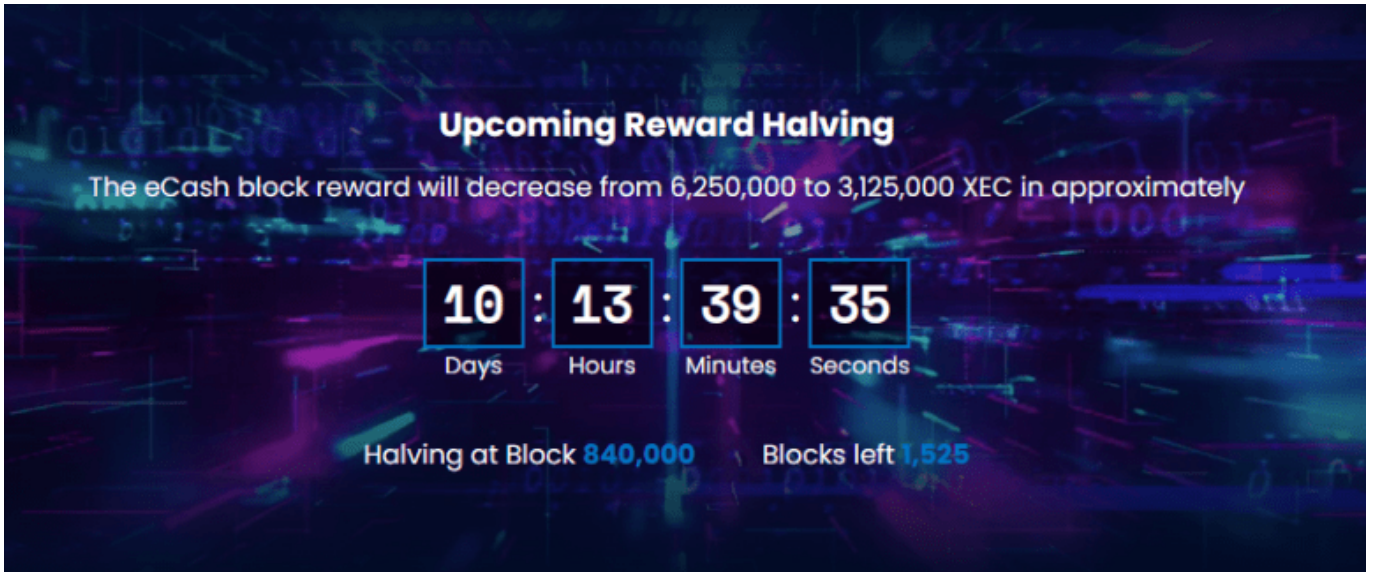 Upcoming Reward Halving
The eCash block reward will decrease from 6,250,000 to 3,125,000 XEC in approximately
10 : 13 : 39 : 35
Days Hours Minutes Seconds
Halving at Block 840,000 Blocks left 1,525